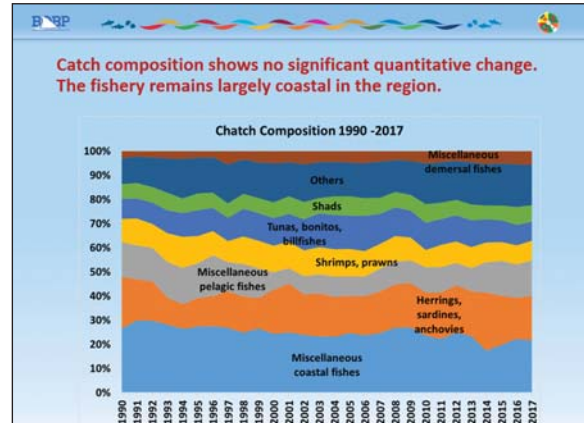 BOBP
Catch composition shows no significant quantitative change.
The fishery remains largely coastal in the region.
Chatch Composition 1990 -2017
100%
90%
80%
70%
60%
50%
40%
30%
20%
10%
0%
Miscellaneous
demersal fishes
Others
Shads
Tunas, bonitos,
billfishes
Shrimps, prawns
Miscellaneous
pelagic fishes
Herrings,
sardines,
anchovies
Miscellaneous
coastal fishes
1990
1991
1992
1993
1994
1995
1996
1997
1998
1999
2000
2001
2002
2003
2004
2005
2006
2007
2008
2009
2010
2011
2012
2013
2014
2015
2016
2017